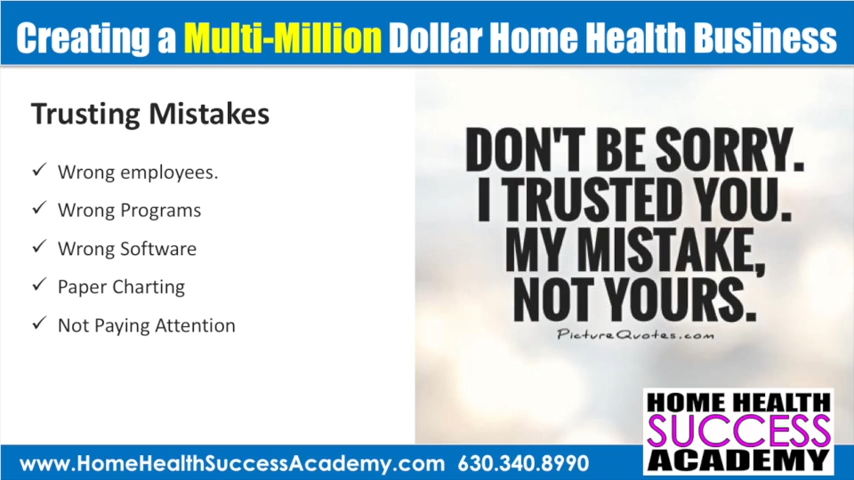 Creating a Multi-Million Dollar Home Health Business
Trusting Mistakes
✓ Wrong employees.
✓ Wrong Programs
✓ Wrong Software
✓ Paper Charting
✓ Not Paying Attention
DON'T BE SORRY.
I TRUSTED YOU.
MY MISTAKE,
NOT YOURS.
PictureQuotes.com
HOME HEALTH
SUCCESS
ACADEMY
www.HomeHealthSuccessAcademy.com 630.340.8990